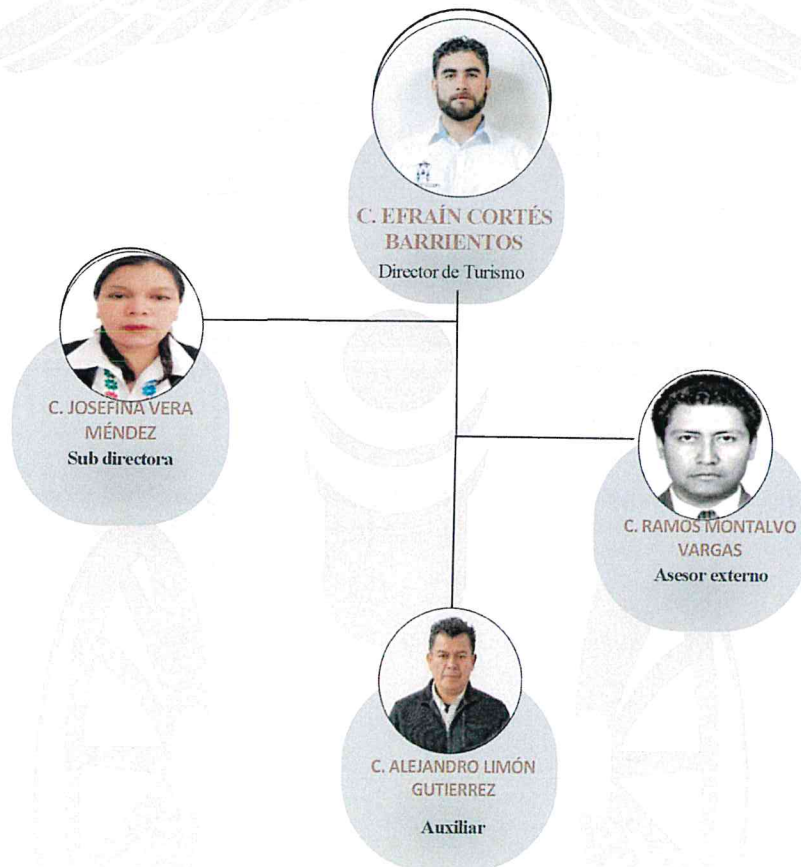 C. EFRAÍN CORTÉS
BARRIENTOS
Director de Turismo
C. JOSEFINA VERA
MÉNDEZ
Sub directora
C. RAMOS MONTALVO
VARGAS
Asesor externo
C. ALEJANDRO LIMÓN
GUTIERREZ
Auxiliar